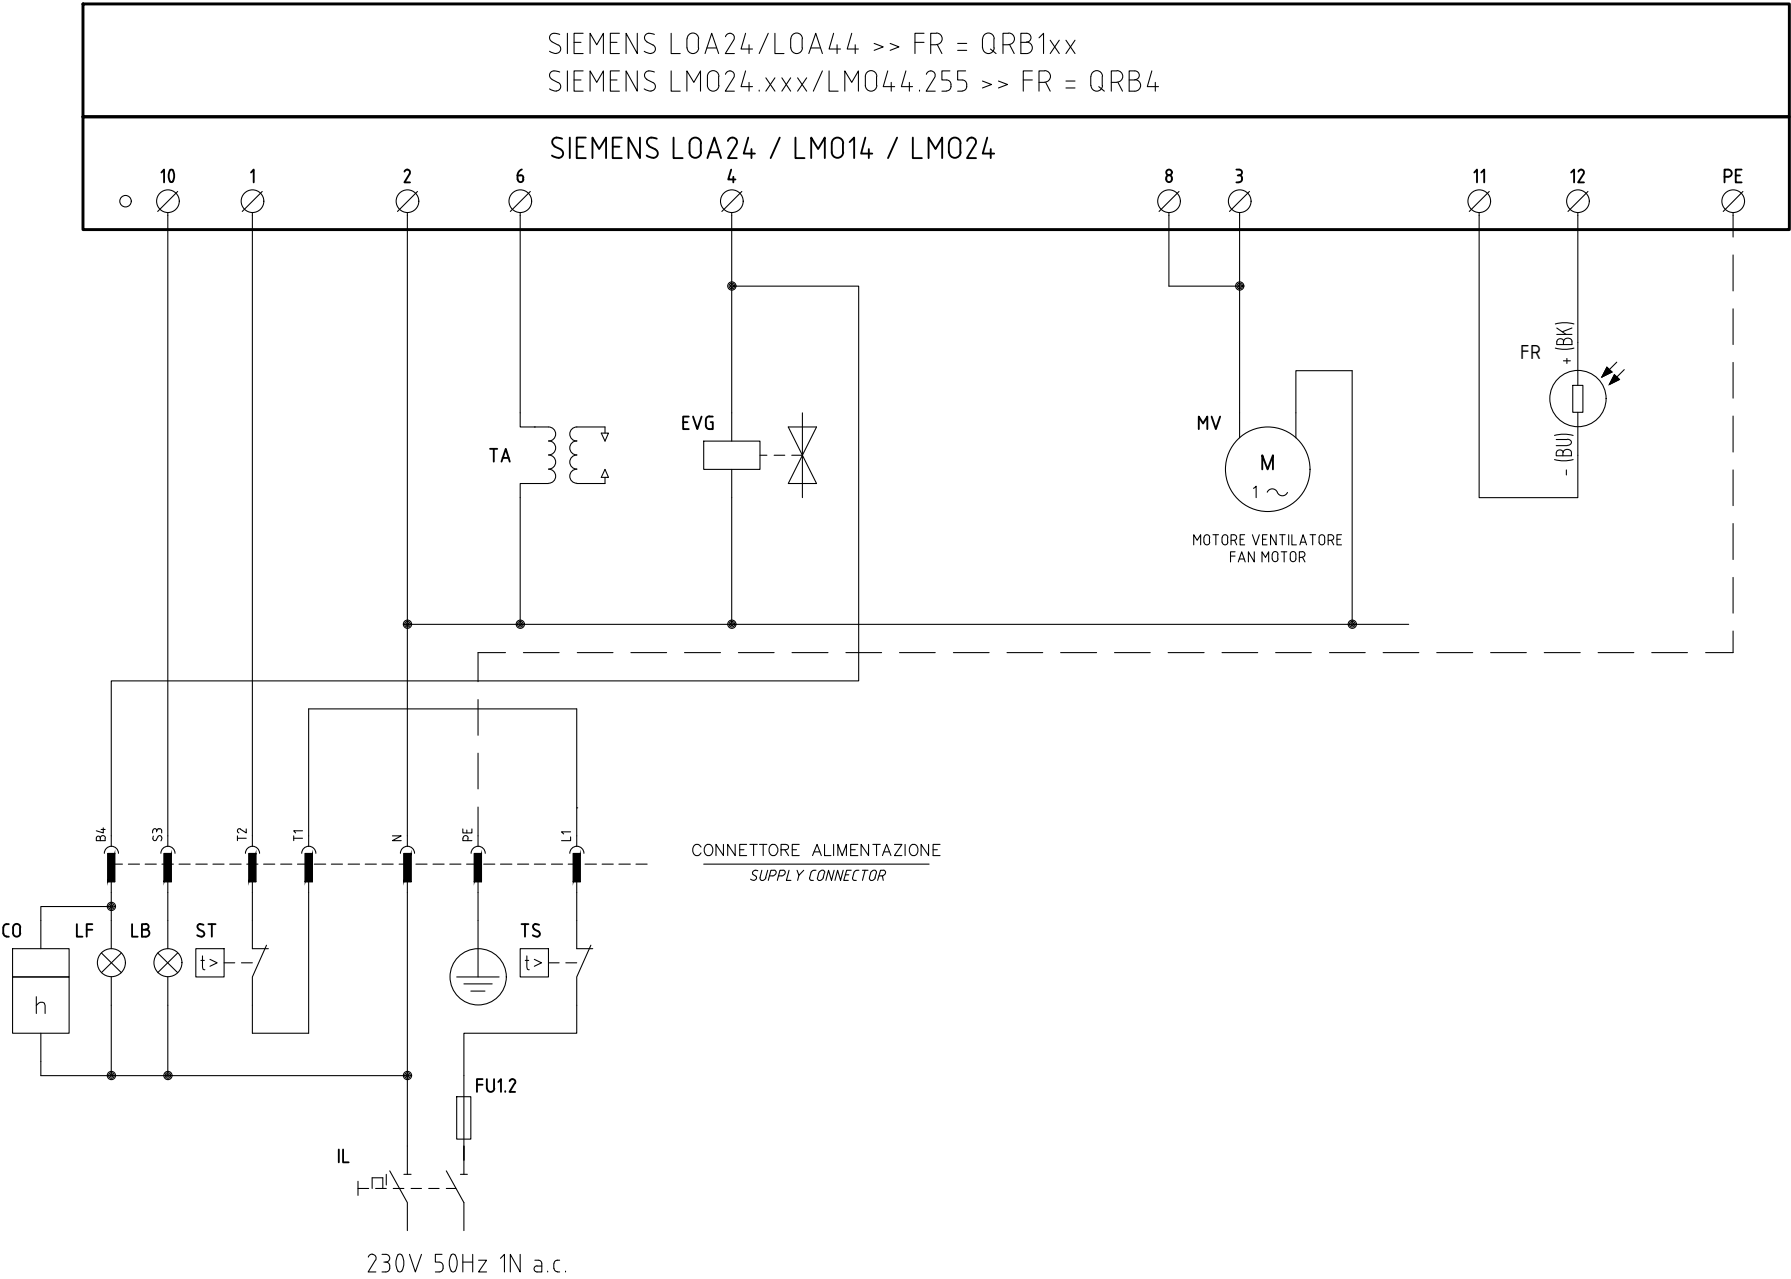 SIEMENS LOA24/LOA44 >> FR = QRB1xx
SIEMENS LMO24.xxx/LMO44.255 >> FR = QRB4
SIEMENS LOA24 / LMO14 / LMO24
10 1 2 6 4 8 3 11 12 PE
FR
+ (BK)
- (BU)
TA
EVG
MV
M
1 ~
MOTORE VENTILATORE
FAN MOTOR
B4 S3 T2 T1 N PE L1
CONNETTORE ALIMENTAZIONE
SUPPLY CONNECTOR
CO LF LB ST TS
t> t>
h
FU1.2
IL
230V 50Hz 1N a.c.